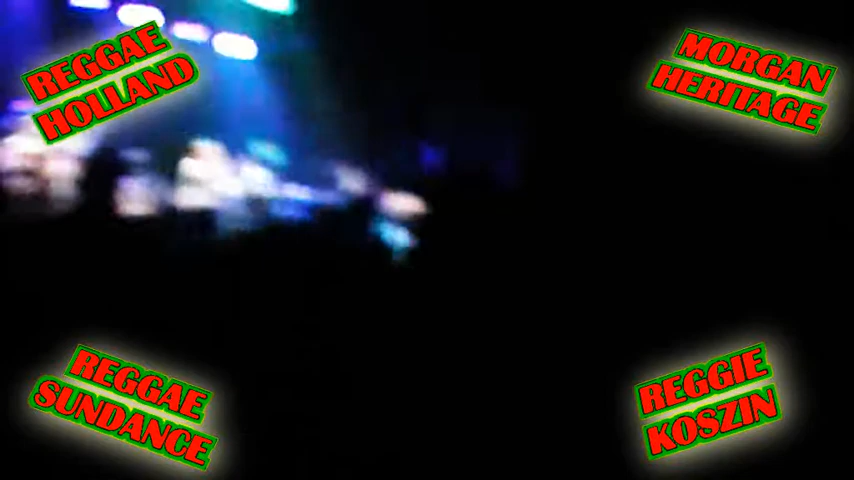 REGGAE
HOLLAND
MORGAN
HERITAGE
REGGAE
SUNDANCE
REGGIE
KOSZIN